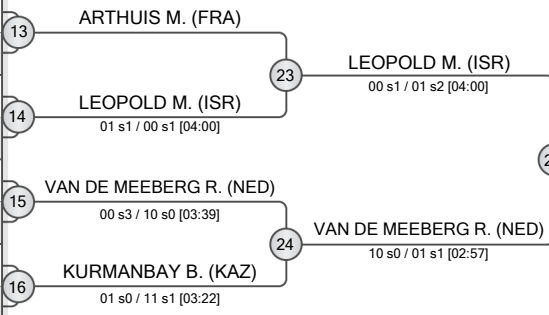 13
ARTHUIS M. (FRA)
23
LEOPOLD M. (ISR)
00 s1 / 01 s2 [04:00]
14
LEOPOLD M. (ISR)
01 s1 / 00 s1 [04:00]
15
VAN DE MEEBERG R. (NED)
00 s3 / 10 s0 [03:39]
24
VAN DE MEEBERG R. (NED)
10 s0 / 01 s1 [02:57]
16
KURMANBAY B. (KAZ)
01 s0 / 11 s1 [03:22]